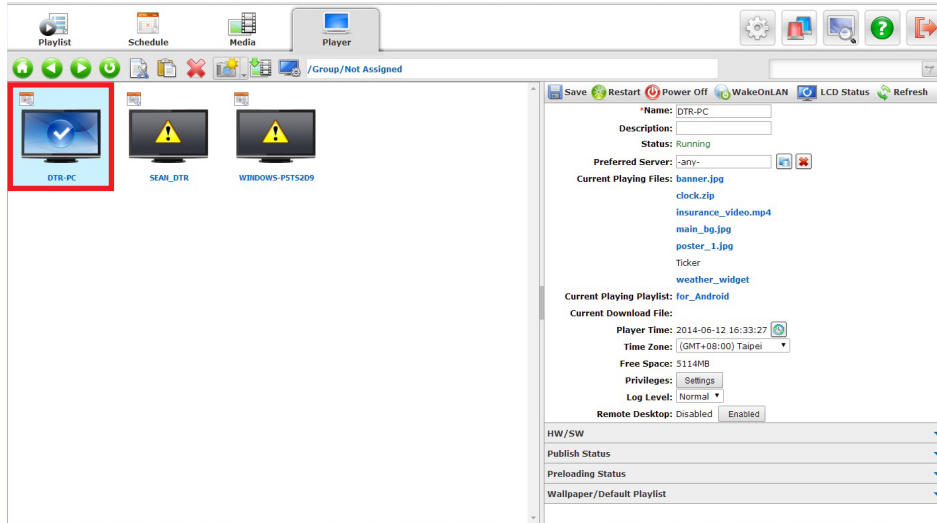 Playlist
Schedule
Media
Player
/Group/Not Assigned
DTR-PC
SEAN_DTR
WINDOWS-P5TS2D9
Save Restart Power Off WakeOnLAN LCD Status Refresh
*Name: DTR-PC
Description:
Status: Running
Preferred Server: -any-
Current Playing Files: banner.jpg
clock.zip
insurance_video.mp4
main_bg.jpg
poster_1.jpg
Ticker
weather_widget
Current Playing Playlist: for_Android
Current Download File:
Player Time: 2014-06-12 16:33:27
Time Zone: (GMT+08:00) Taipei
Free Space: 5114MB
Privileges: Settings
Log Level: Normal
Remote Desktop: Disabled Enabled
HW/SW
Publish Status
Preloading Status
Wallpaper/Default Playlist